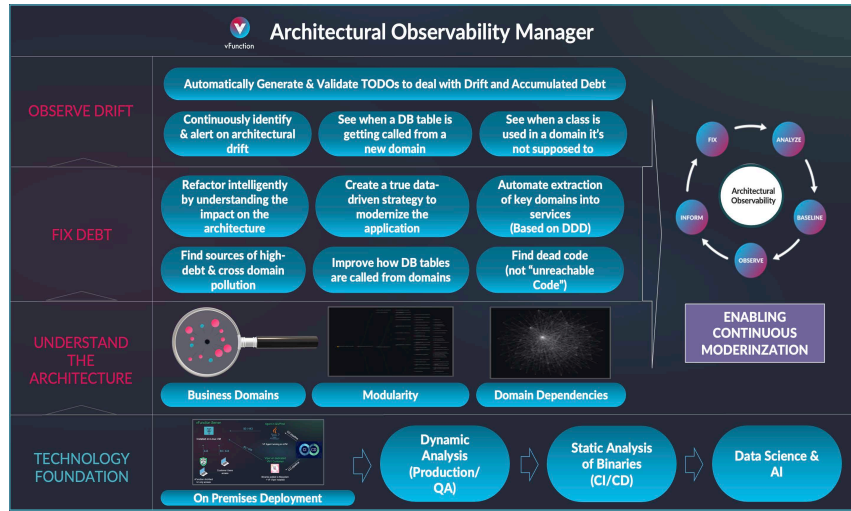 vFunction
Architectural Observability Manager
OBSERVE DRIFT
Automatically Generate & Validate TODOs to deal with Drift and Accumulated Debt
Continuously identify
& alert on architectural
drift
See when a DB table is
getting called from a
new domain
See when a class is
used in a domain it's
not supposed to
FIX DEBT
Refactor intelligently
by understanding the
impact on the
architecture
Create a true data-
driven strategy to
modernize the
application
Automate extraction
of key domains into
services
(Based on DDD)
Find sources of high-
debt & cross domain
pollution
Improve how DB tables
are called from domains
Find dead code
(not "unreachable
Code")
FIX
ANALYZE
Architectural
Observability
INFORM
BASELINE
OBSERVE
ENABLING
CONTINUOUS
MODERINZATION
UNDERSTAND
THE
ARCHITECTURE
Business Domains
Modularity
Domain Dependencies
TECHNOLOGY
FOUNDATION
On Premises Deployment
Dynamic
Analysis
(Production/
QA)
Static Analysis
of Binaries
(CI/CD)
Data Science &
AI